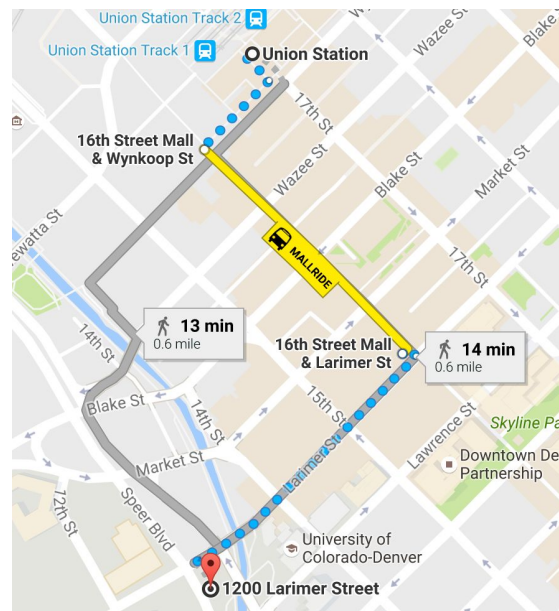 Union Station Track 2
Union Station Track 1
Union Station
Wazee St
Blake St
17th St
16th Street Mall
& Wynkoop St
Wazee St
Blake St
Market St
17th St
MALLRIDE
ewatta St
14th St
13 min
0.6 mile
16th Street Mall
& Larimer St
14 min
0.6 mile
15th St
Blake St
14th St
Larimer St
Lawrence St
Skyline Pa
Market St
Downtown De
Partnership
12th St
Speer Blvd
University of
Colorado-Denver
1200 Larimer Street